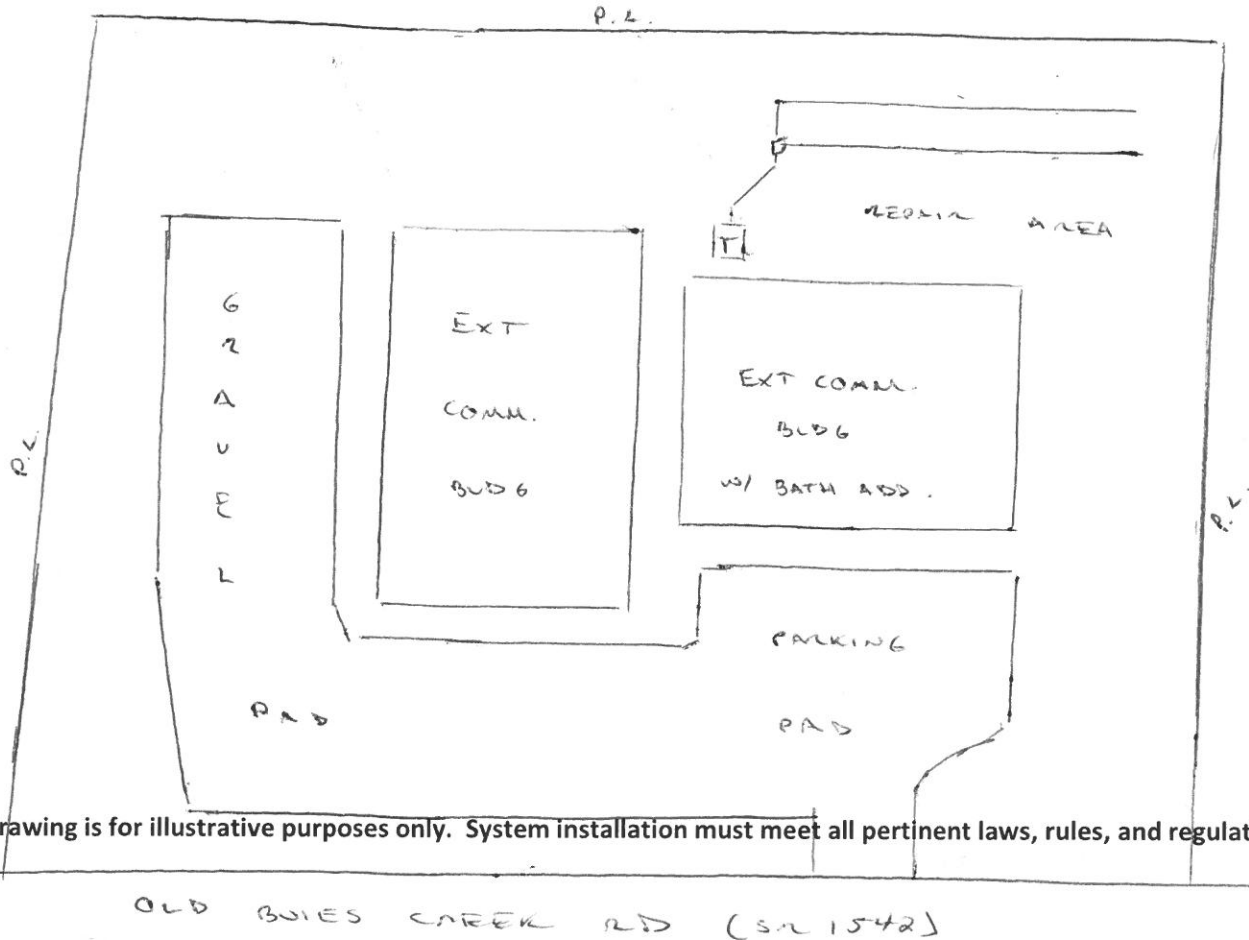 P.L.
REPAIR AREA
T
GRAVEL
EXT
COMM.
BLDG
EXT COMM.
BLDG
W/ BATH ADD.
P.L.
P.L.
PARKING
PAD
PAD
rawing is for illustrative purposes only. System installation must meet all pertinent laws, rules, and regulat
OLD BUIES CREEK RD (SR 1542)